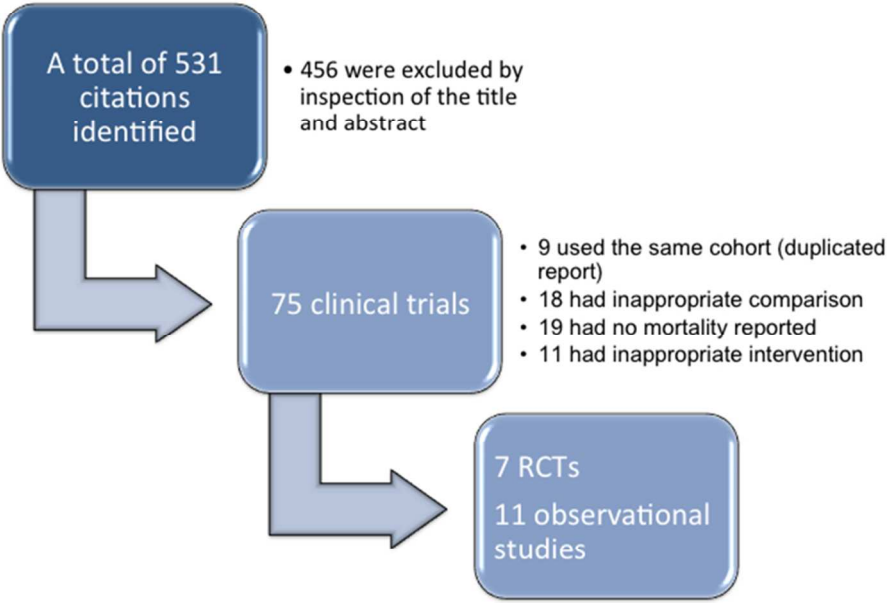 A total of 531
citations
identified
• 456 were excluded by
inspection of the title
and abstract
75 clinical trials
• 9 used the same cohort (duplicated
report)
• 18 had inappropriate comparison
• 19 had no mortality reported
• 11 had inappropriate intervention
7 RCTs
11 observational
studies